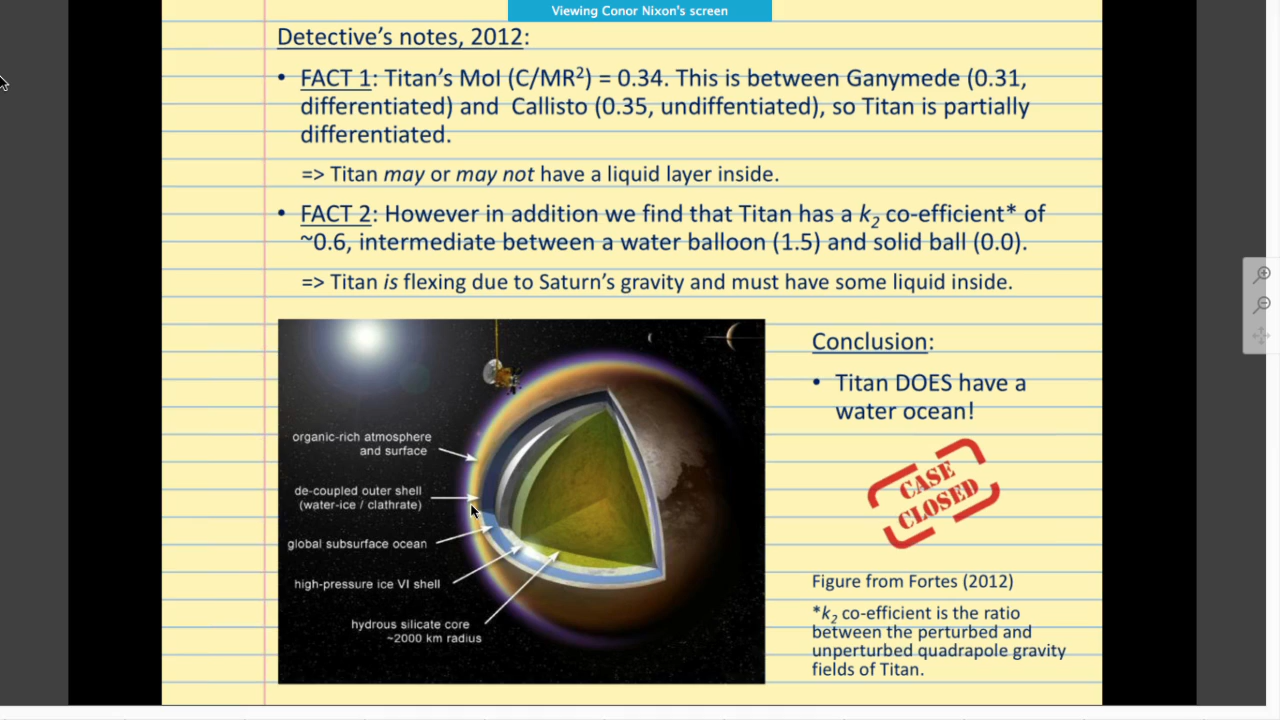 Viewing Conor Nixon's screen
Detective's notes, 2012:
• FACT 1: Titan's MoI (C/MR²) = 0.34. This is between Ganymede (0.31,
differentiated) and Callisto (0.35, undiffentiated), so Titan is partially
differentiated.
=> Titan may or may not have a liquid layer inside.
• FACT 2: However in addition we find that Titan has a k₂ co-efficient* of
~0.6, intermediate between a water balloon (1.5) and solid ball (0.0).
=> Titan is flexing due to Saturn's gravity and must have some liquid inside.
organic-rich atmosphere
and surface
de-coupled outer shell
(water-ice / clathrate)
global subsurface ocean
high-pressure ice VI shell
hydrous silicate core
~2000 km radius
Conclusion:
• Titan DOES have a
water ocean!
CASE
CLOSED
Figure from Fortes (2012)
*k₂ co-efficient is the ratio
between the perturbed and
unperturbed quadrapole gravity
fields of Titan.